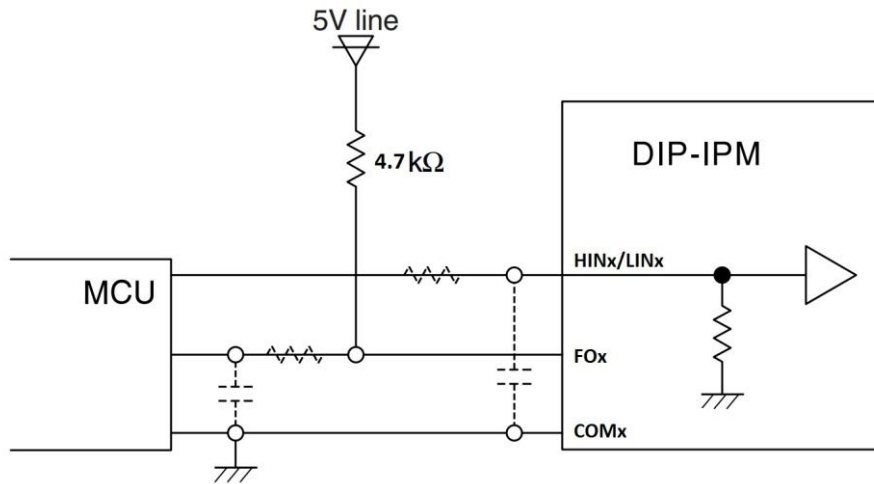 5V line
4.7kΩ
DIP-IPM
HINx/LINx
MCU
FOx
COMx